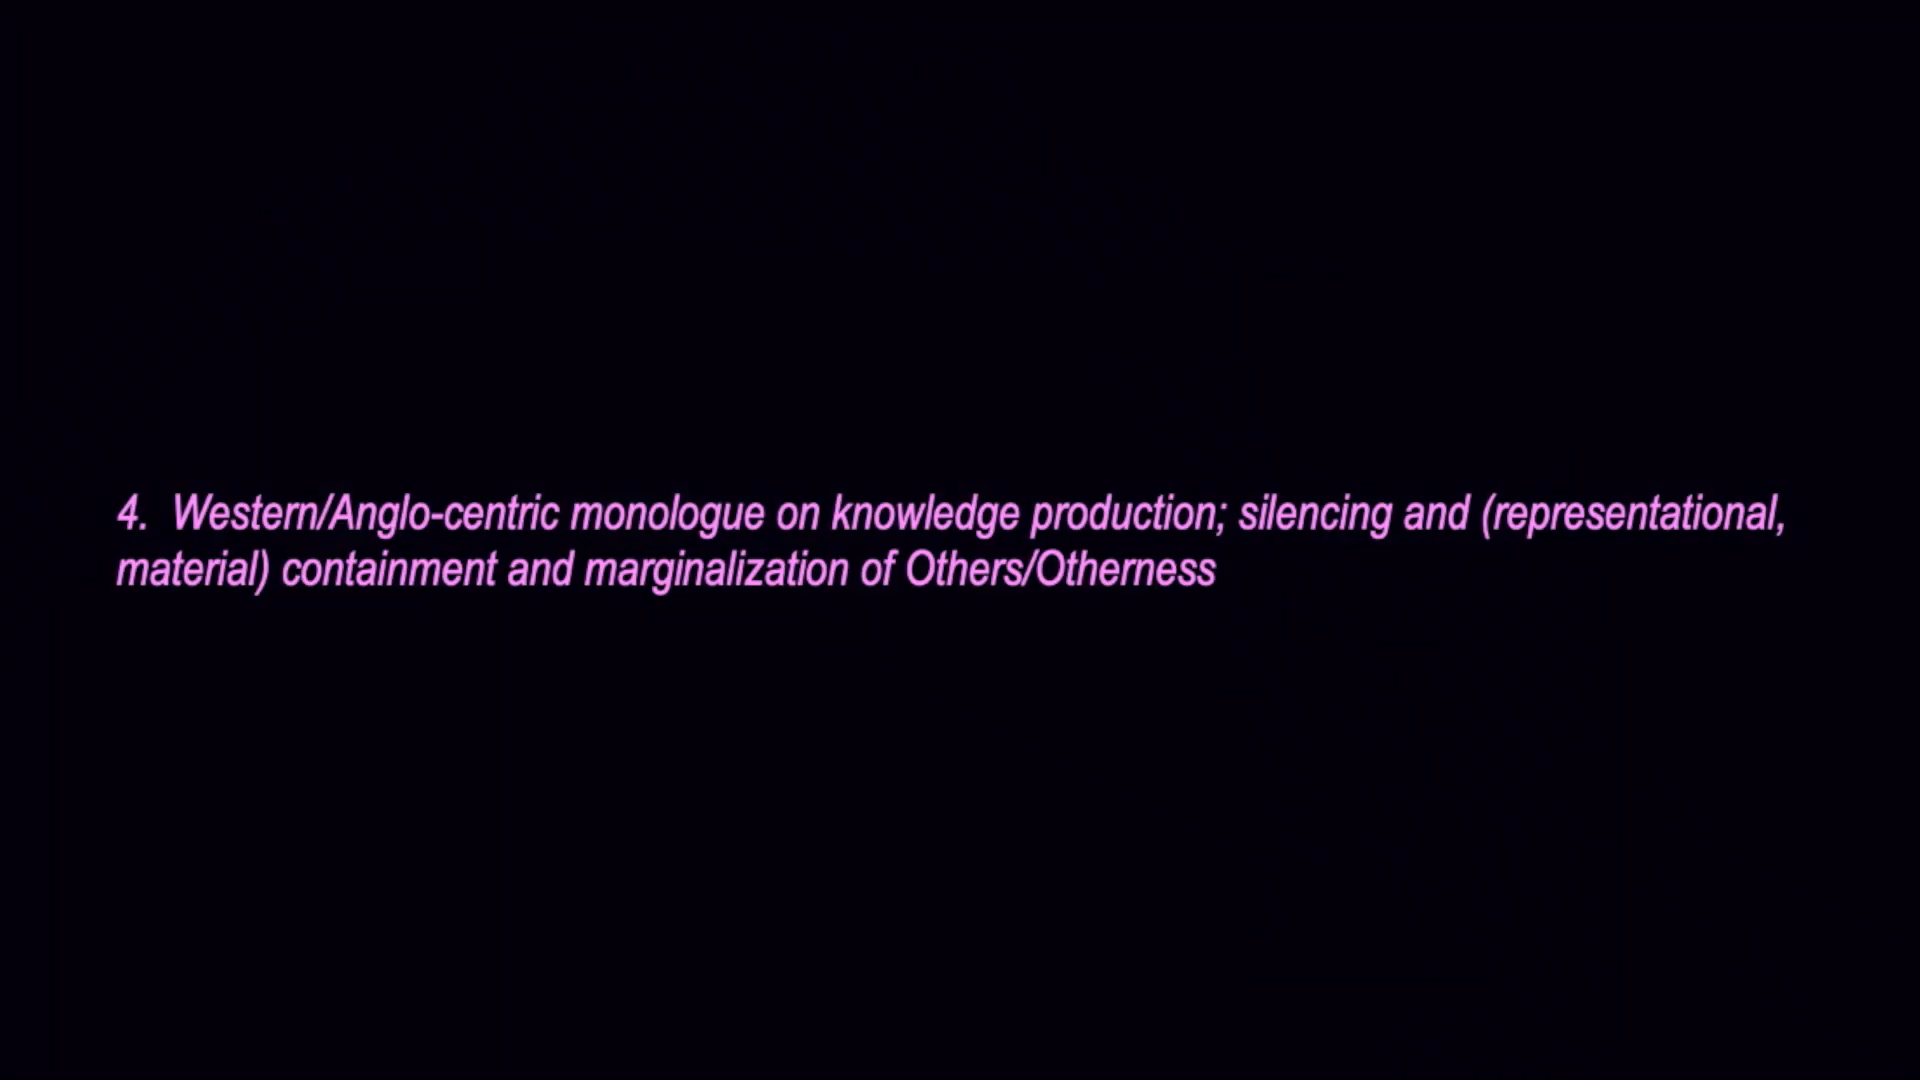 4. Western/Anglo-centric monologue on knowledge production; silencing and (representational,
material) containment and marginalization of Others/Otherness